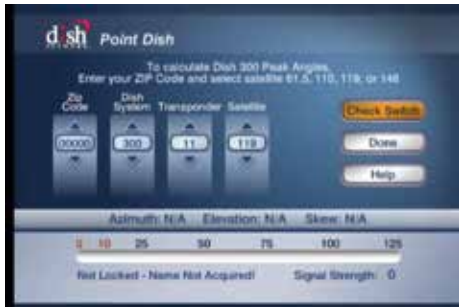 dish
NETWORK
Point Dish
To calculate Dish 300 Peak Angles,
Enter your ZIP Code and select satellite 61.5, 110, 119, or 148
Zip Code
Dish System
Transponder
Satellite
00000
300
11
119
Check Switch
Done
Help
Azimuth: N/A Elevation: N/A Skew: N/A
0 10 25 50 75 100 125
Not Locked - Name Not Acquired! Signal Strength: 0